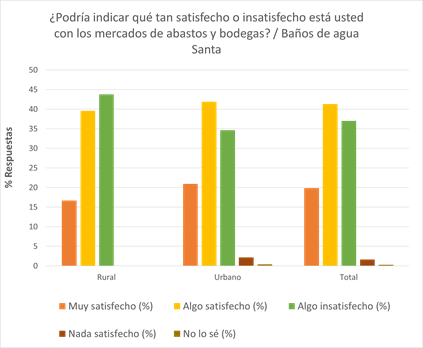 ¿Podría indicar qué tan satisfecho o insatisfecho está usted
con los mercados de abastos y bodegas? / Baños de agua
Santa
50
45
40
35
30
25
20
15
10
5
0
% Respuestas
Rural Urbano Total
Muy satisfecho (%) Algo satisfecho (%) Algo insatisfecho (%)
Nada satisfecho (%) No lo sé (%)